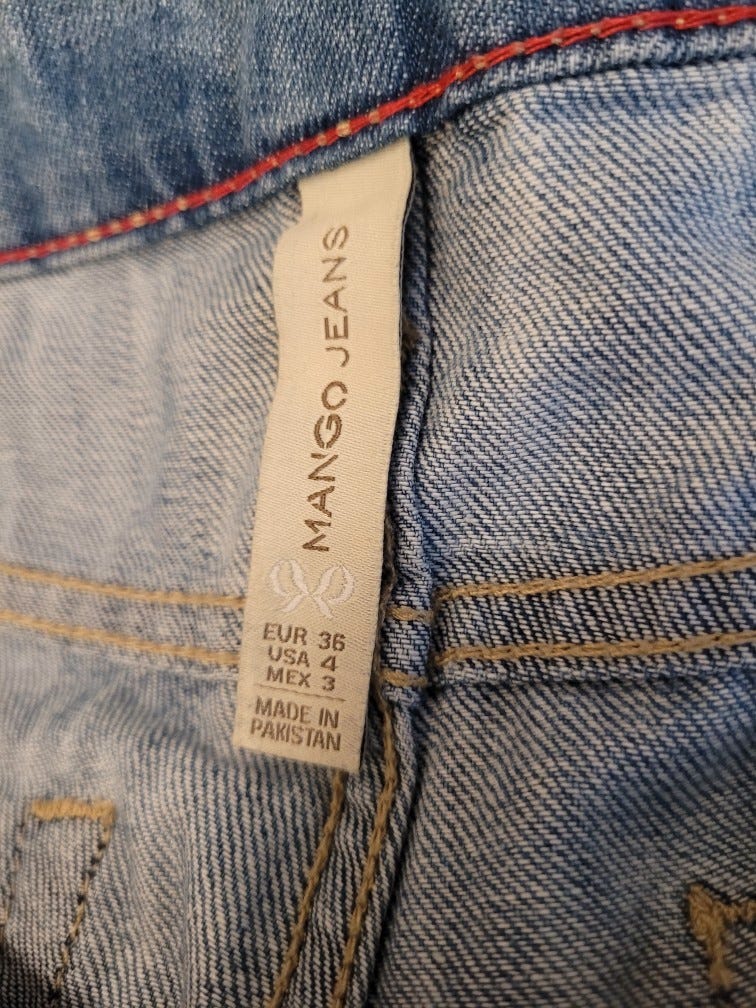 MANGO JEANS
EUR 36
USA 4
MEX 3
MADE IN
PAKISTAN